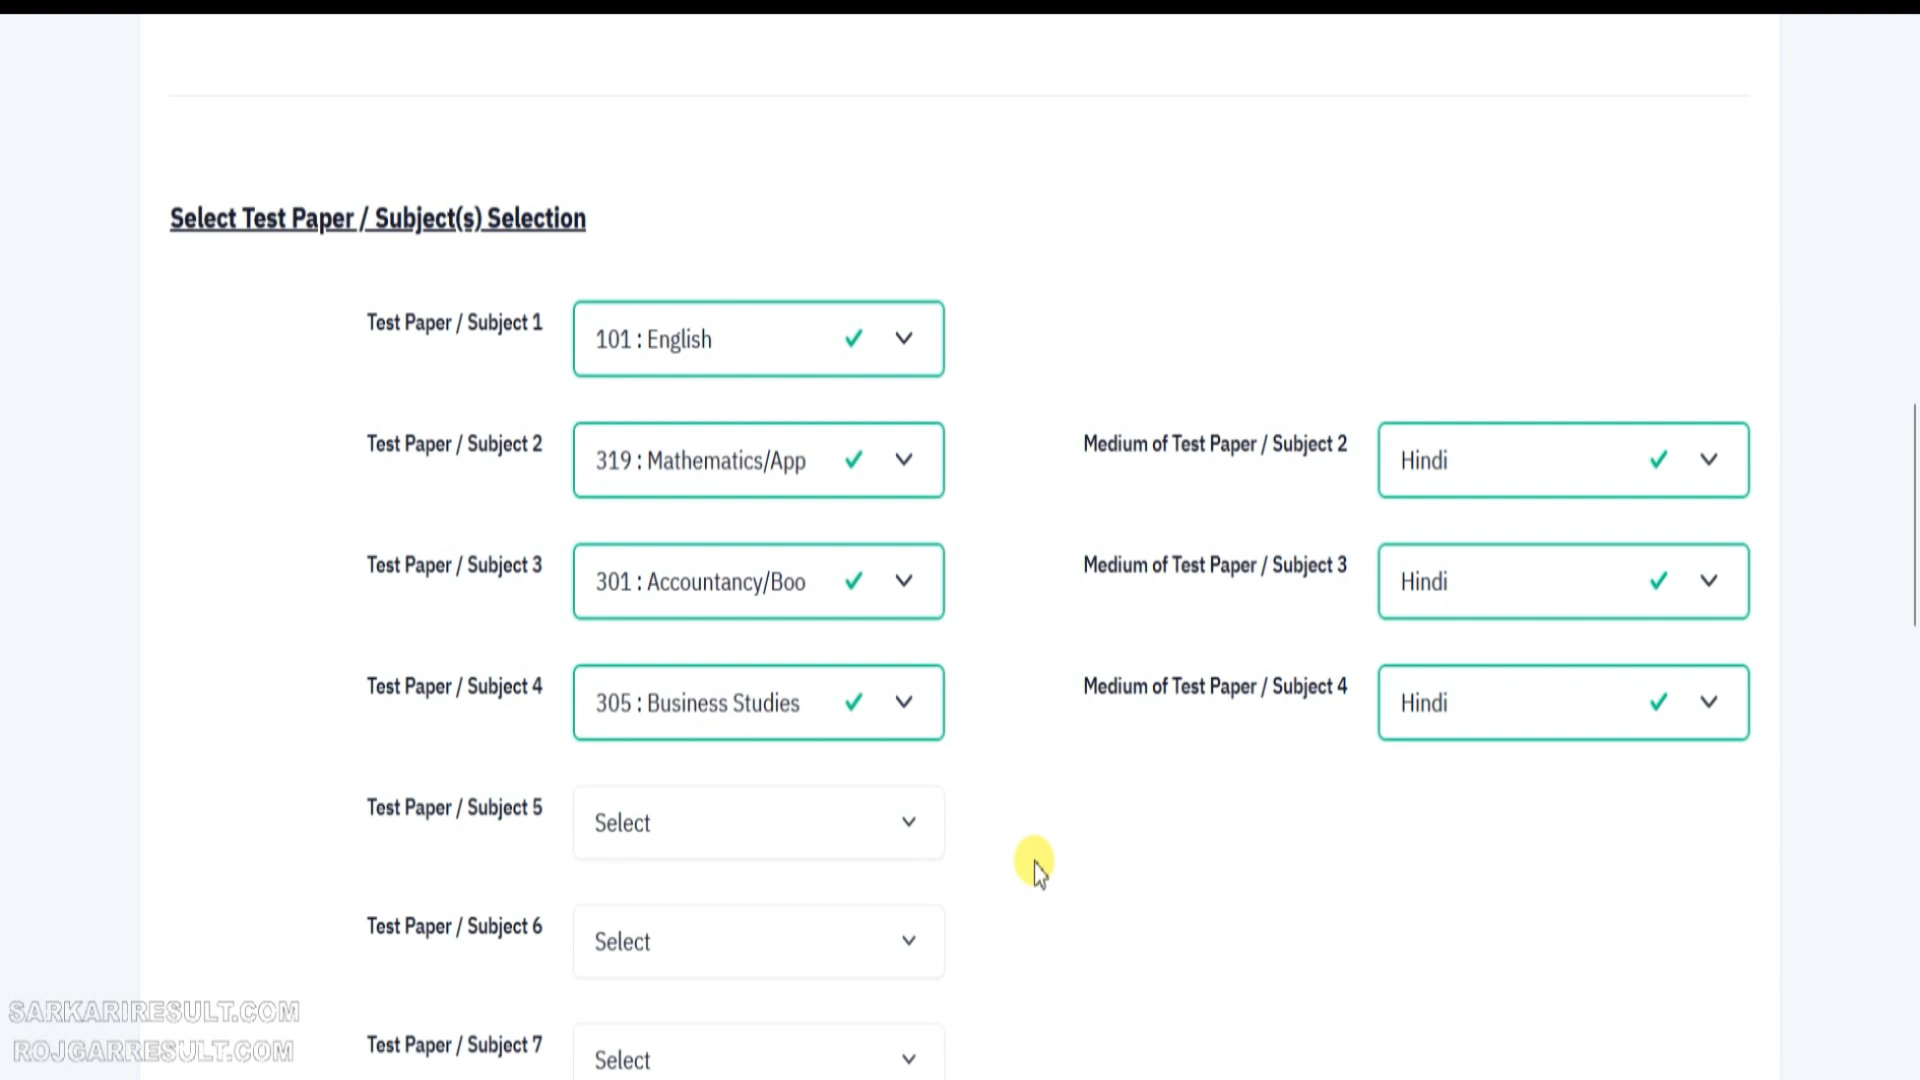 Select Test Paper / Subject(s) Selection
Test Paper / Subject 1
101 : English
Test Paper / Subject 2
319 : Mathematics/App
Medium of Test Paper / Subject 2
Hindi
Test Paper / Subject 3
301 : Accountancy/Boo
Medium of Test Paper / Subject 3
Hindi
Test Paper / Subject 4
305 : Business Studies
Medium of Test Paper / Subject 4
Hindi
Test Paper / Subject 5
Select
Test Paper / Subject 6
Select
Test Paper / Subject 7
Select
SARKARIRESULT.COM
ROJGARRESULT.COM